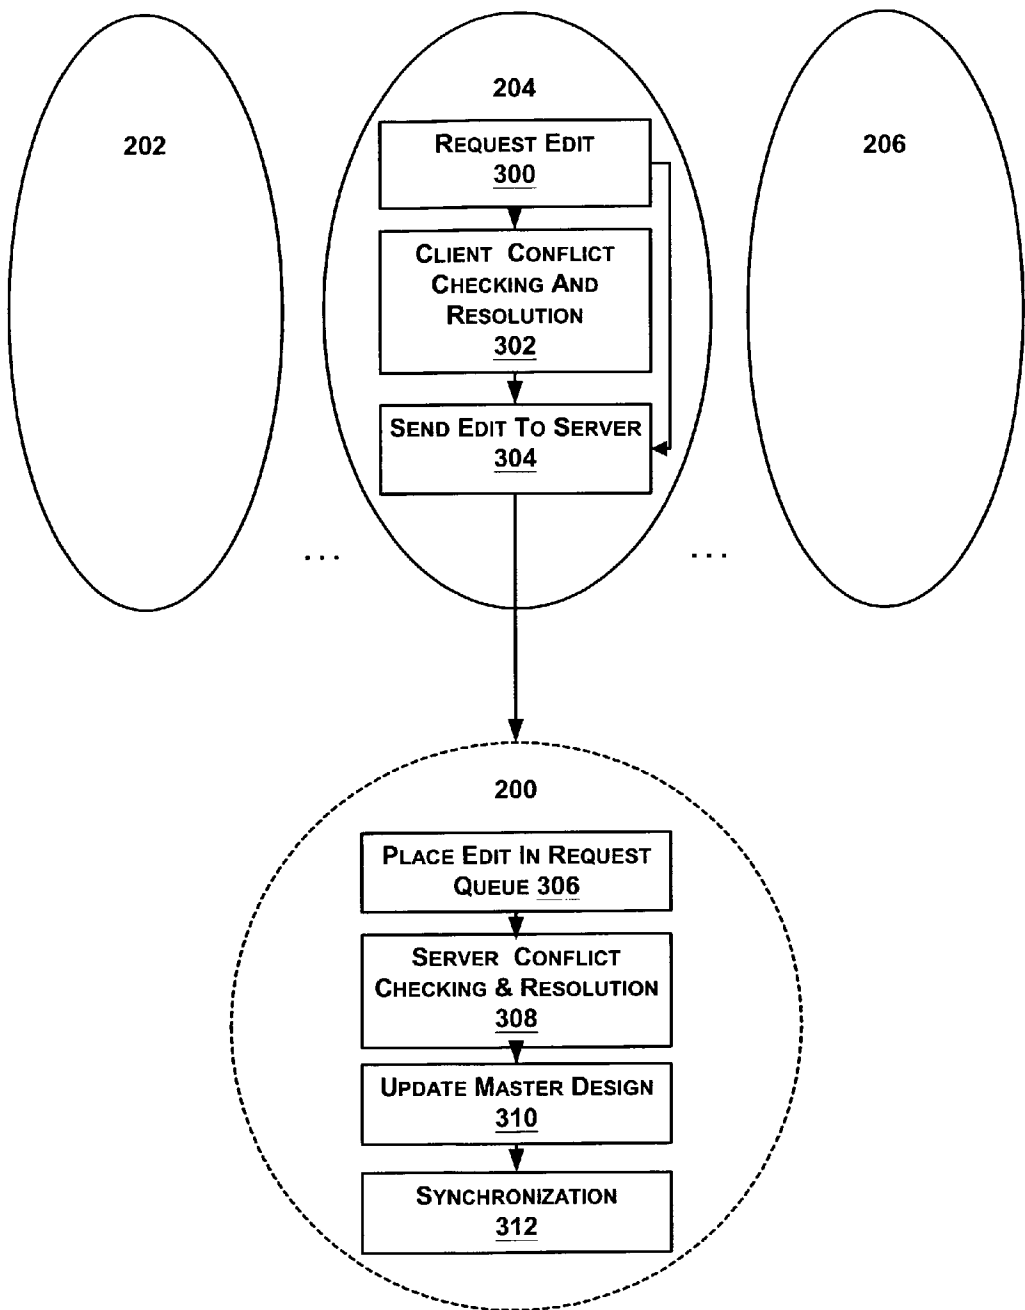 202
204
206
REQUEST EDIT
300
CLIENT CONFLICT
CHECKING AND
RESOLUTION
302
SEND EDIT TO SERVER
304
...
...
200
PLACE EDIT IN REQUEST
QUEUE 306
SERVER CONFLICT
CHECKING & RESOLUTION
308
UPDATE MASTER DESIGN
310
SYNCHRONIZATION
312